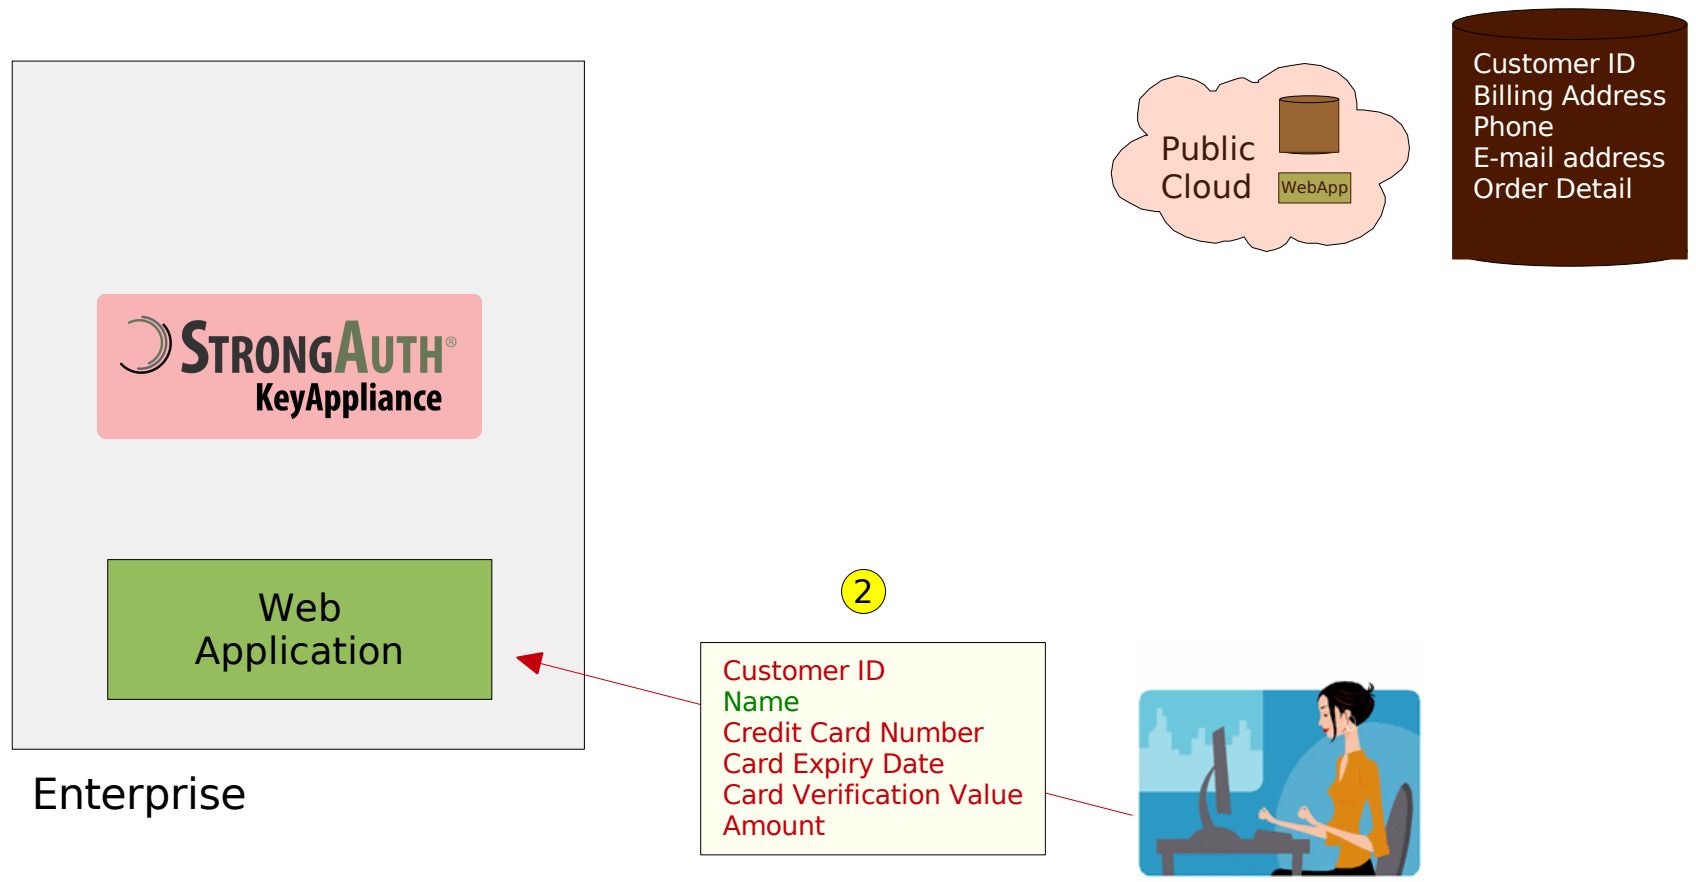 Customer ID
Billing Address
Phone
E-mail address
Order Detail
Public
Cloud
WebApp
STRONGAUTH®
KeyAppliance
Web
Application
2
Customer ID
Name
Credit Card Number
Card Expiry Date
Card Verification Value
Amount
Enterprise